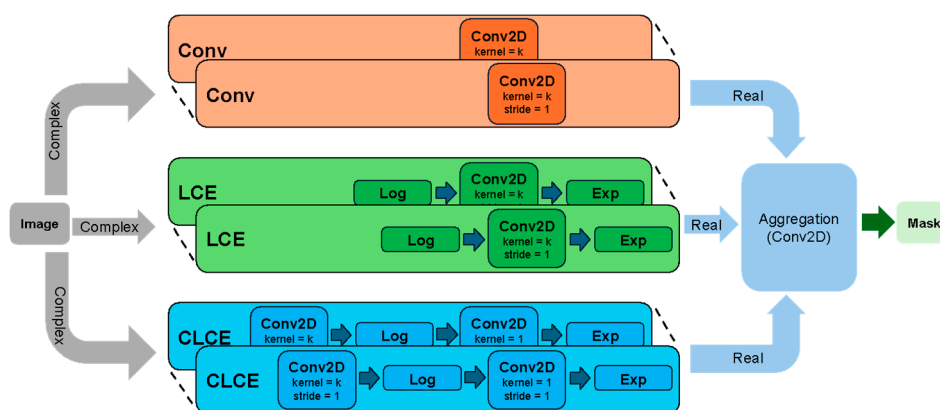 Conv
Conv2D
kernel = k
Conv
Conv2D
kernel = k
stride = 1
Complex
Real
LCE
Log
Conv2D
kernel = k
Exp
LCE
Log
Conv2D
kernel = k
stride = 1
Exp
Image
Complex
Real
Aggregation
(Conv2D)
Mask
CLCE
Conv2D
kernel = k
Log
Conv2D
kernel = 1
Exp
CLCE
Conv2D
kernel = k
stride = 1
Log
Conv2D
kernel = 1
stride = 1
Exp
Complex
Real